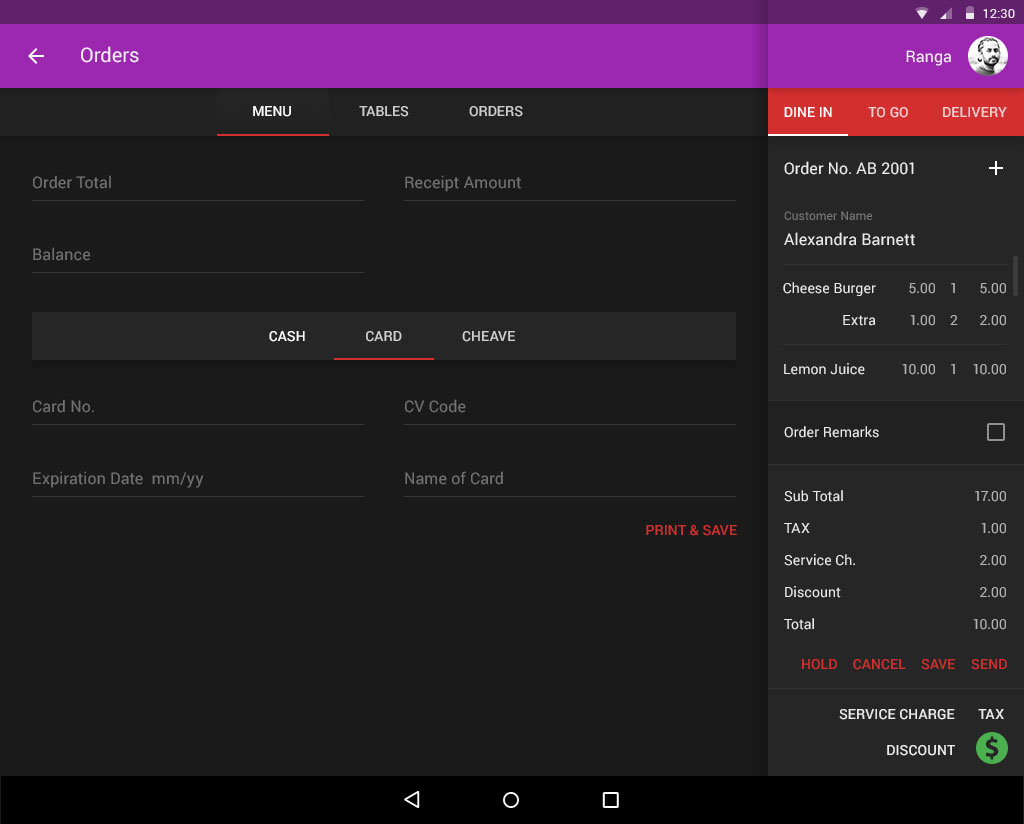 12:30
Orders
Ranga
MENU TABLES ORDERS
DINE IN TO GO DELIVERY
Order Total Receipt Amount
Balance
CASH CARD CHEAVE
Card No. CV Code
Expiration Date mm/yy Name of Card
PRINT & SAVE
Order No. AB 2001 +
Customer Name
Alexandra Barnett
Cheese Burger 5.00 1 5.00
Extra 1.00 2 2.00
Lemon Juice 10.00 1 10.00
Order Remarks
Sub Total 17.00
TAX 1.00
Service Ch. 2.00
Discount 2.00
Total 10.00
HOLD CANCEL SAVE SEND
SERVICE CHARGE TAX
DISCOUNT $